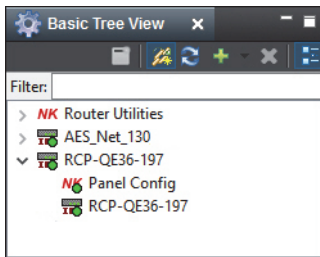 Basic Tree View
Filter:
NK Router Utilities
AES_Net_130
RCP-QE36-197
NK Panel Config
RCP-QE36-197